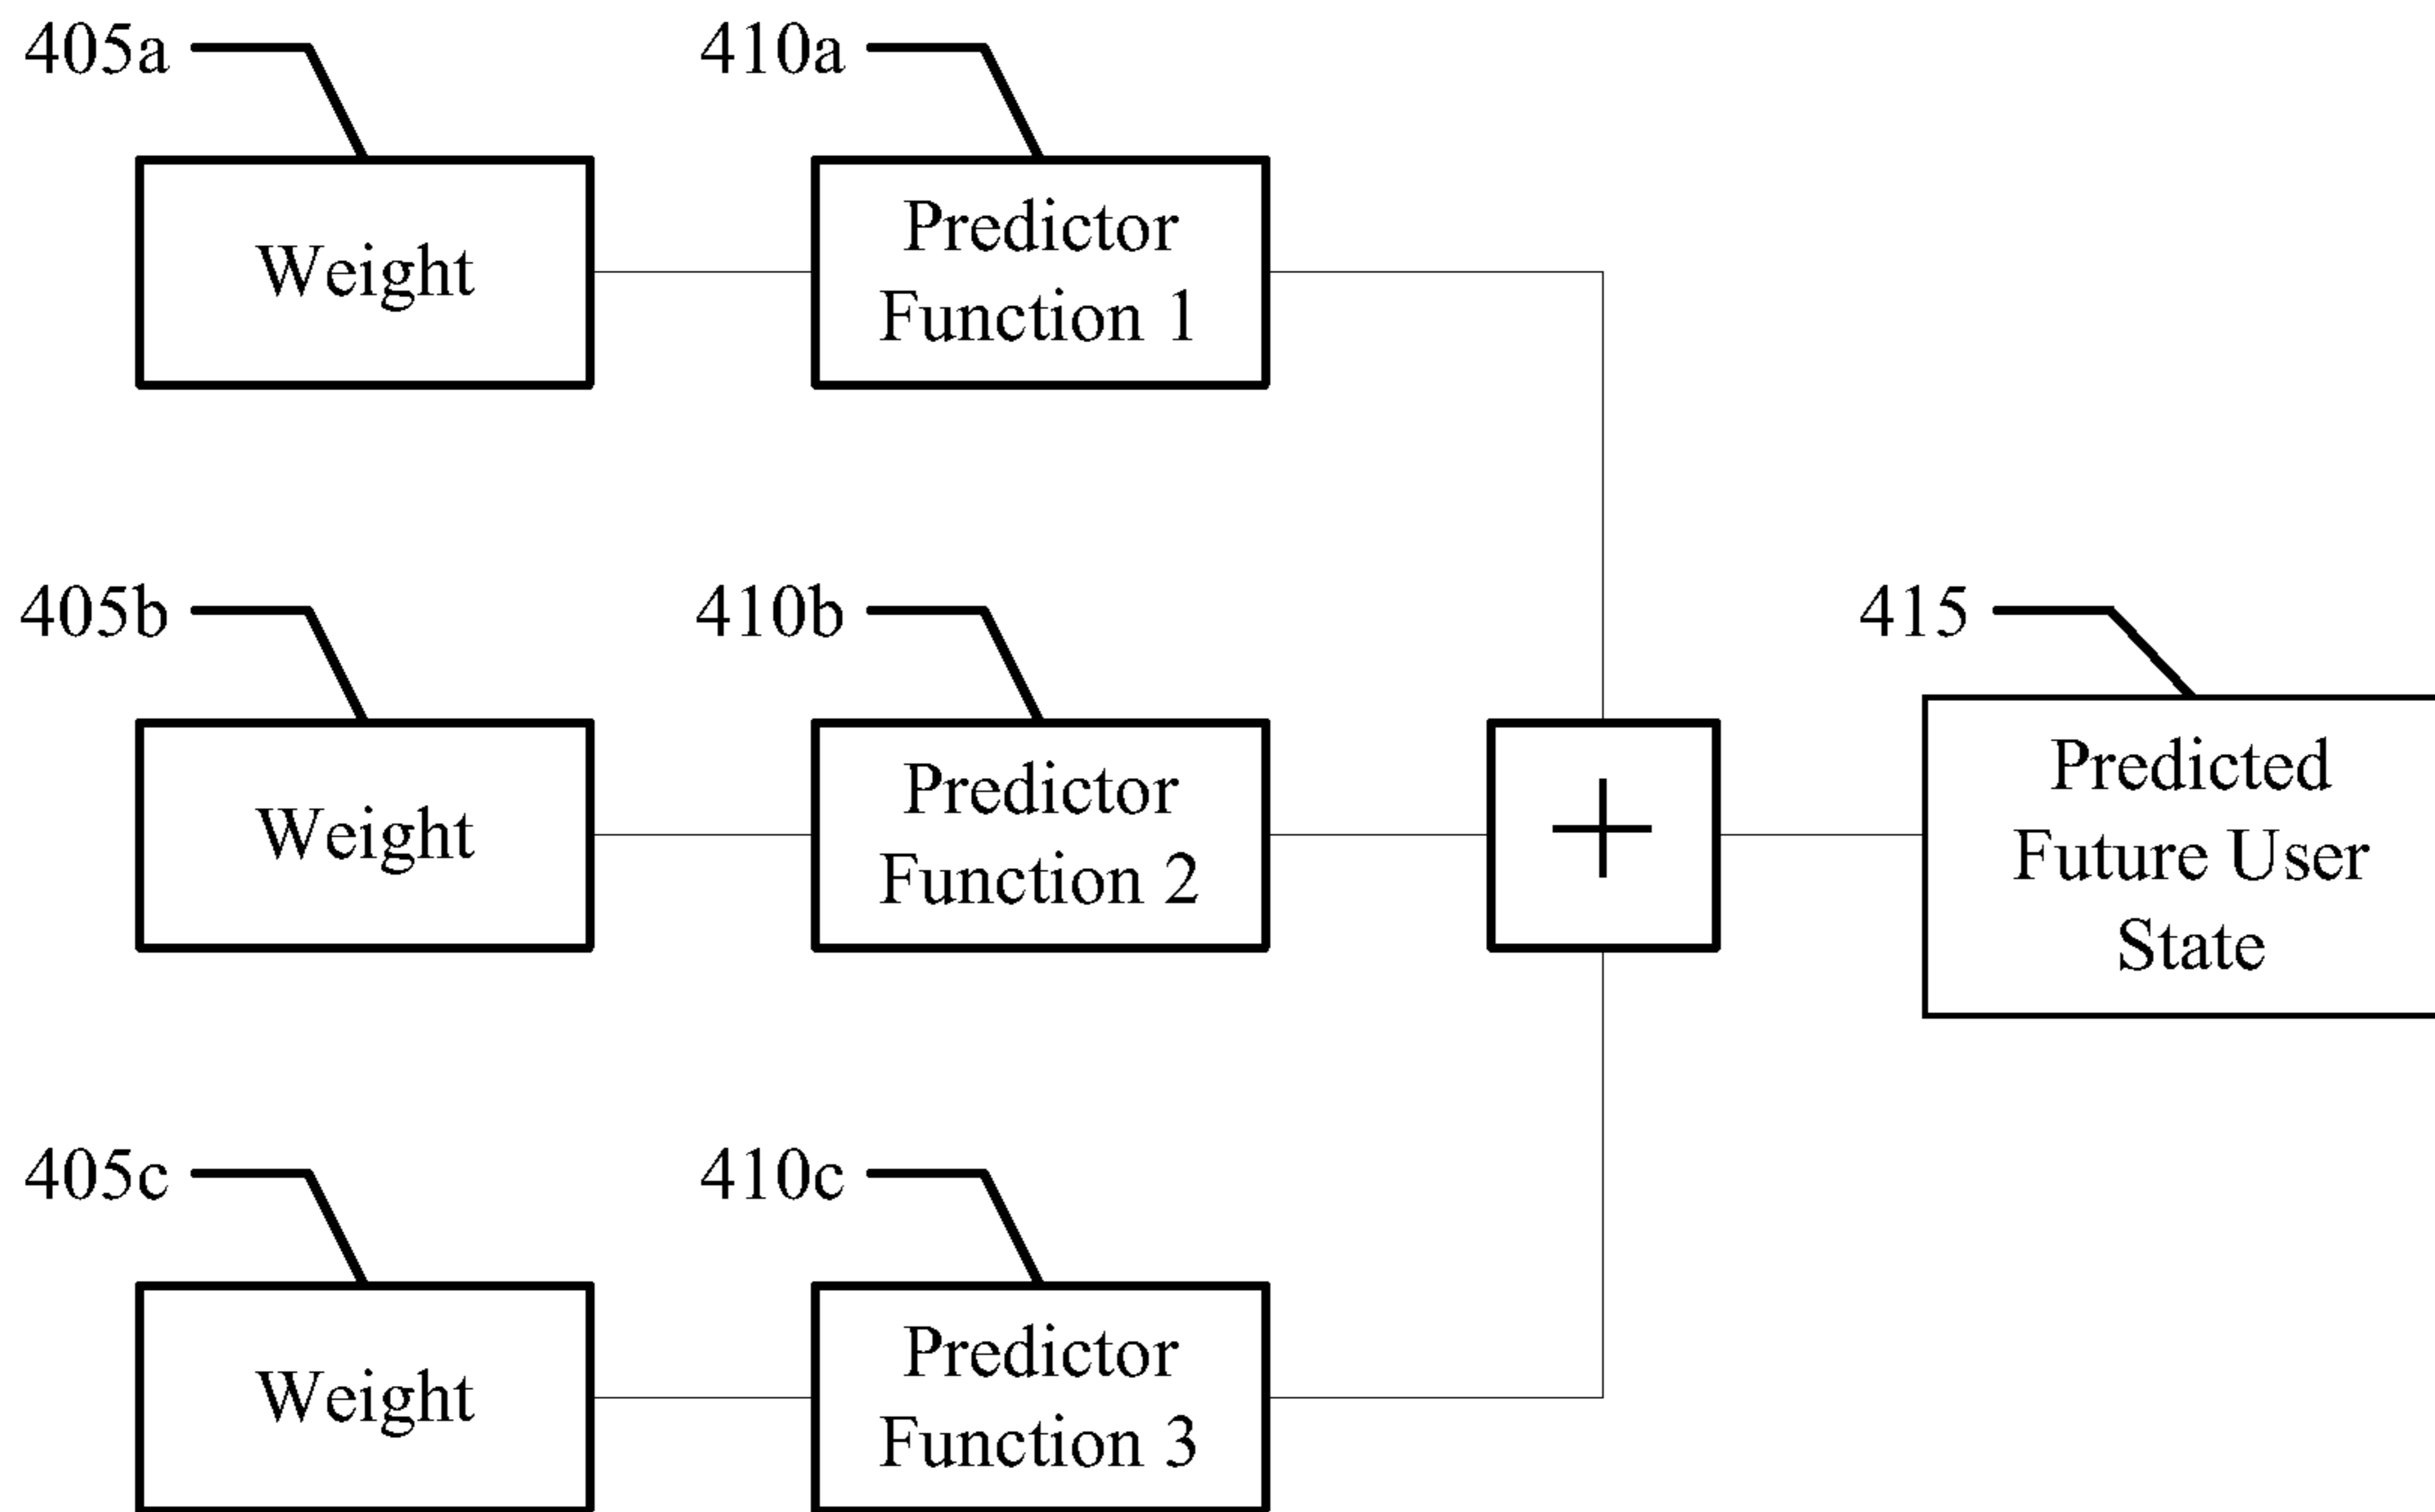 405a
410a
Weight
Predictor
Function 1
405b
410b
415
Weight
Predictor
Function 2
+
Predicted
Future User
State
405c
410c
Weight
Predictor
Function 3